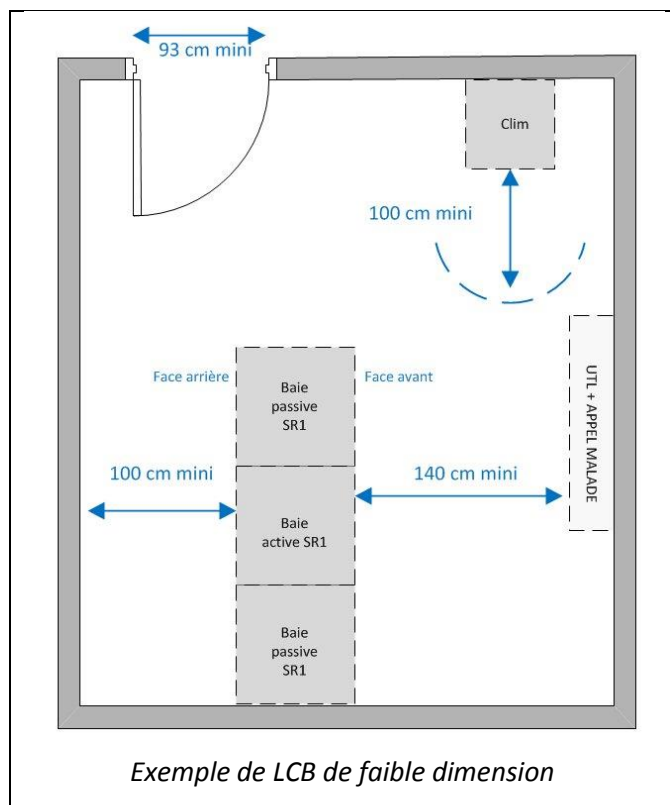 93 cm mini
Clim
100 cm mini
Face arrière
Face avant
Baie
passive
SR1
UTL + APPEL MALADE
100 cm mini
140 cm mini
Baie
active SR1
Baie
passive
SR1
Exemple de LCB de faible dimension